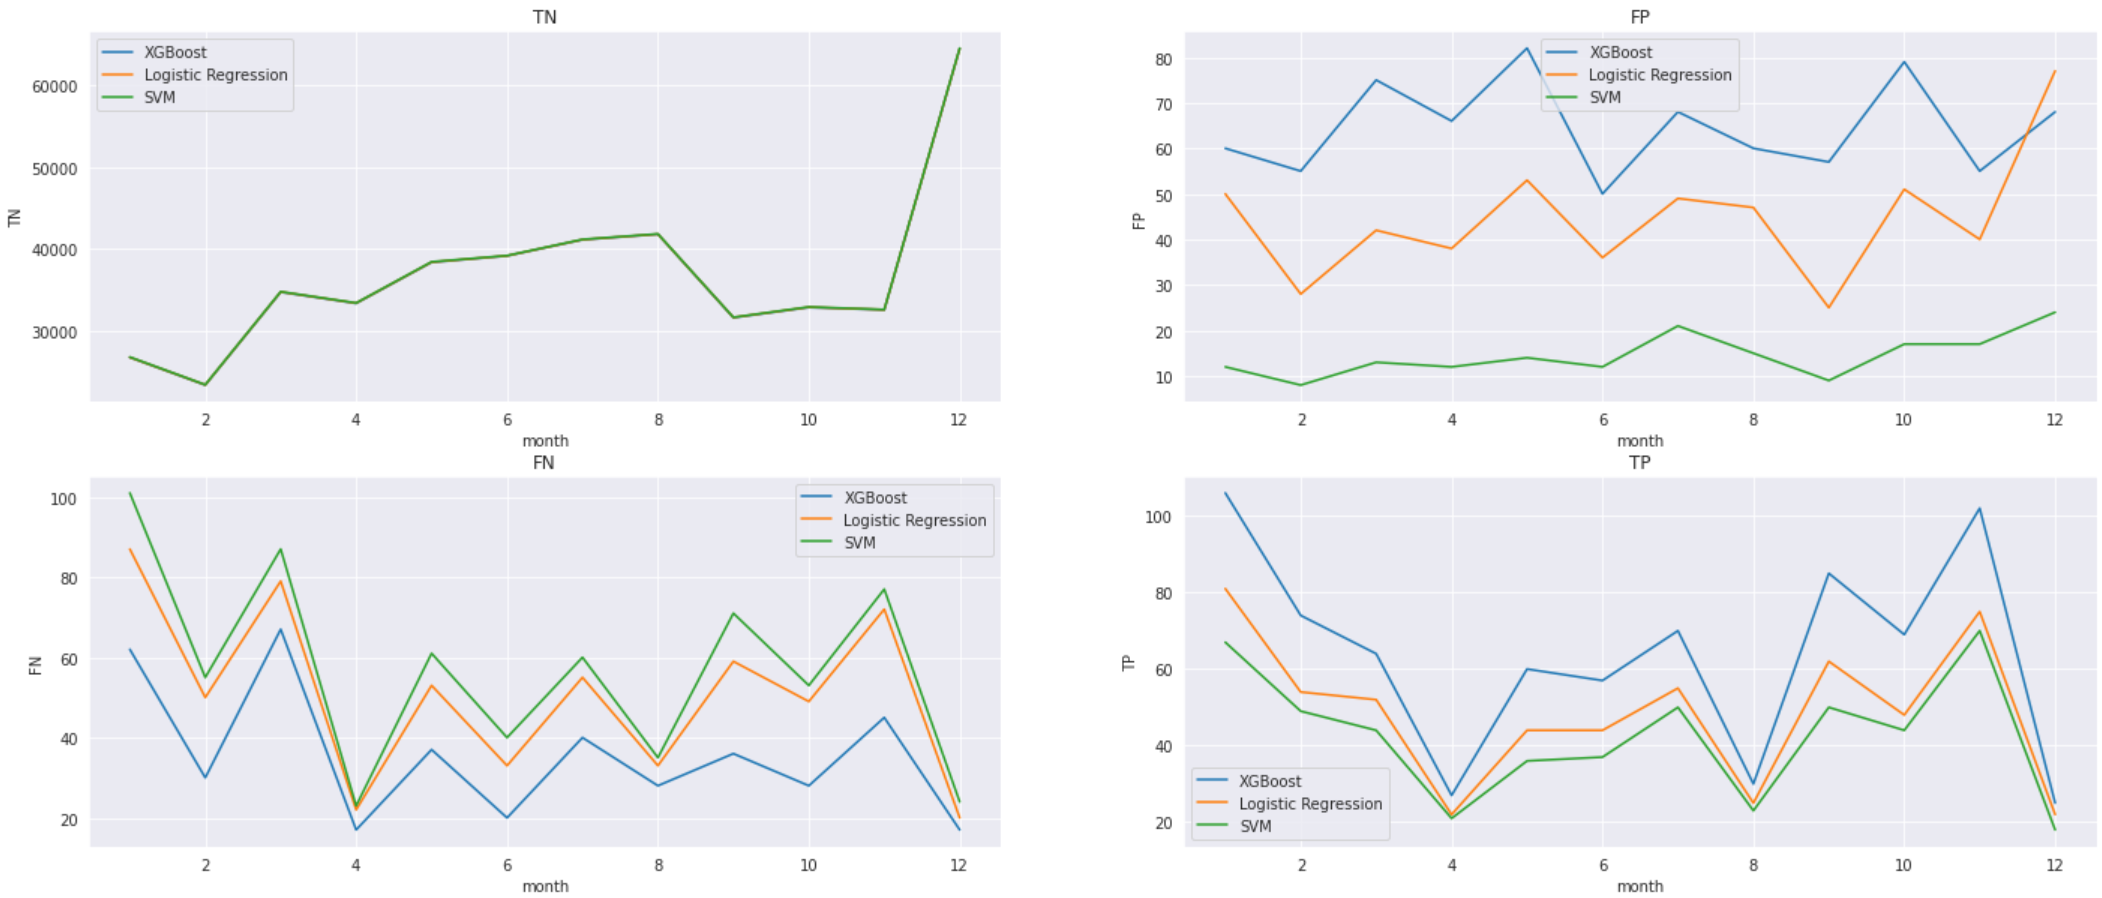 TN
XGBoost
Logistic Regression
SVM
60000
50000
40000
30000
TN
2 4 6 8 10 12
month
FP
XGBoost
Logistic Regression
SVM
80
70
60
50
40
30
20
10
FP
2 4 6 8 10 12
month
FN
XGBoost
Logistic Regression
SVM
100
80
60
40
20
FN
2 4 6 8 10 12
month
TP
XGBoost
Logistic Regression
SVM
100
80
60
40
20
TP
2 4 6 8 10 12
month